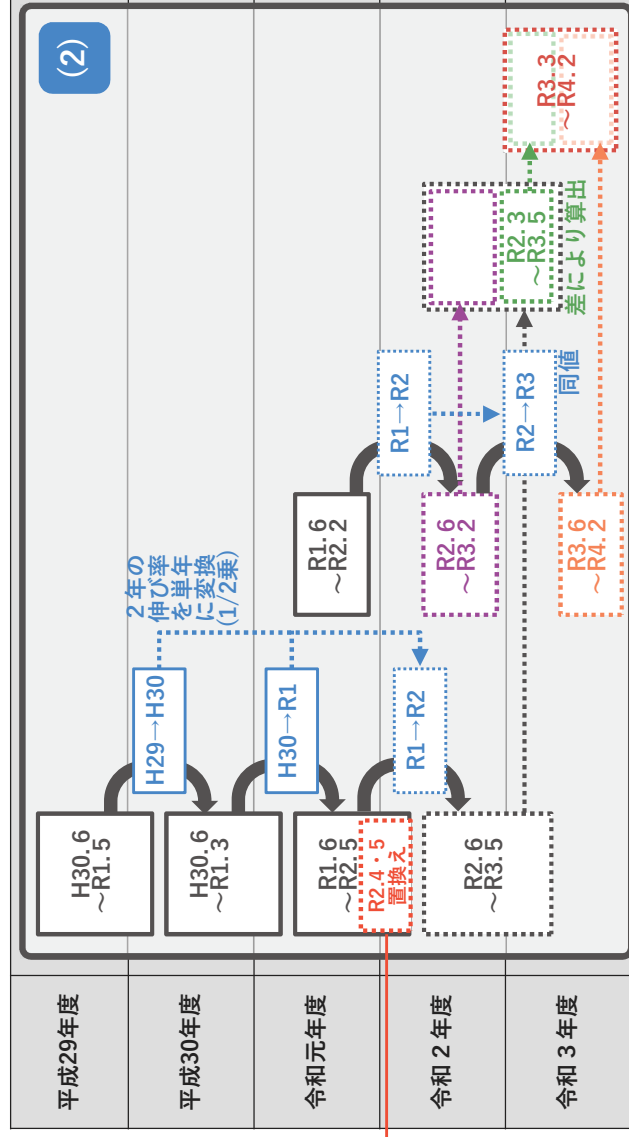 (2)
平成29年度
平成30年度
令和元年度
令和２年度
令和３年度
H30.6
～R1.5
H29→H30
H30.6
～R1.3
H30→R1
R1.6
～R2.5
R2.4・5
置換え
R1→R2
R2.6
～R3.5
２年の
伸び率
を単年
に変換
(1/2乗)
R1.6
～R2.2
R1→R2
R2.6
～R3.2
R2→R3
同値
R3.6
～R4.2
R2.3
～R3.5
差により算出
R3.3
～R4.2